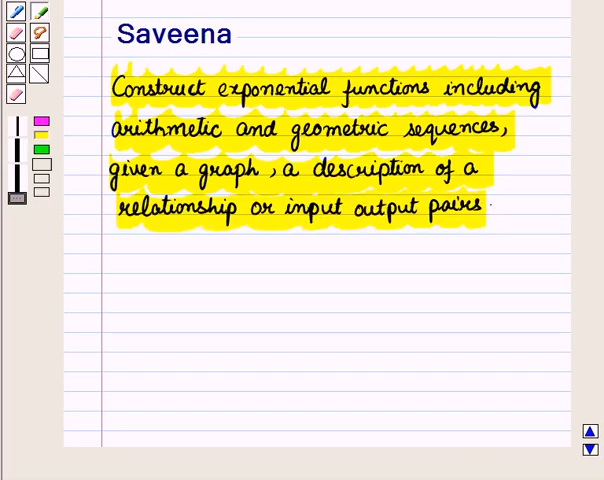 Saveena
Construct exponential functions including
arithmetic and geometric sequences,
given a graph, a description of a
relationship or input output pairs